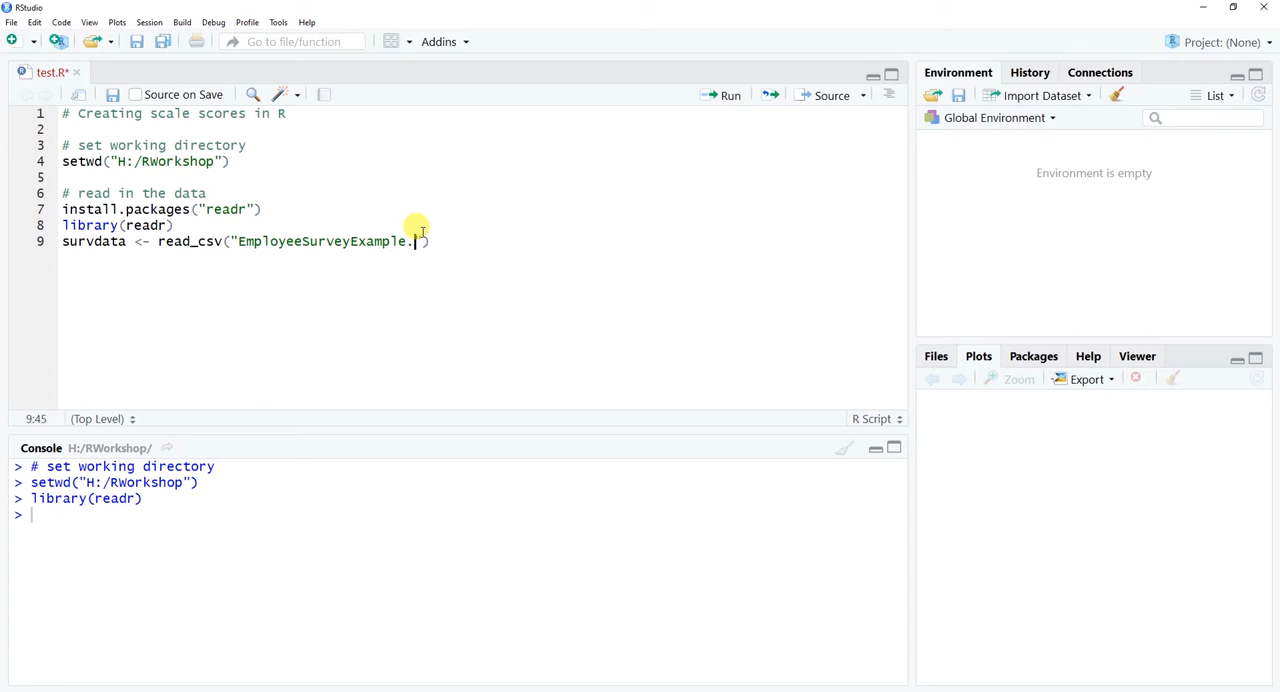 RStudio
File Edit Code View Plots Session Build Debug Profile Tools Help
Go to file/function Addins Project: (None)
test.R*
Source on Save Run Source
1 # Creating scale scores in R
2
3 # set working directory
4 setwd("H:/RWorkshop")
5
6 # read in the data
7 install.packages("readr")
8 library(readr)
9 survdata <- read_csv("EmployeeSurveyExample.")
9:45 (Top Level) R Script
Console H:/RWorkshop/
> # set working directory
> setwd("H:/RWorkshop")
> library(readr)
>
Environment History Connections
Import Dataset List
Global Environment
Environment is empty
Files Plots Packages Help Viewer
Zoom Export